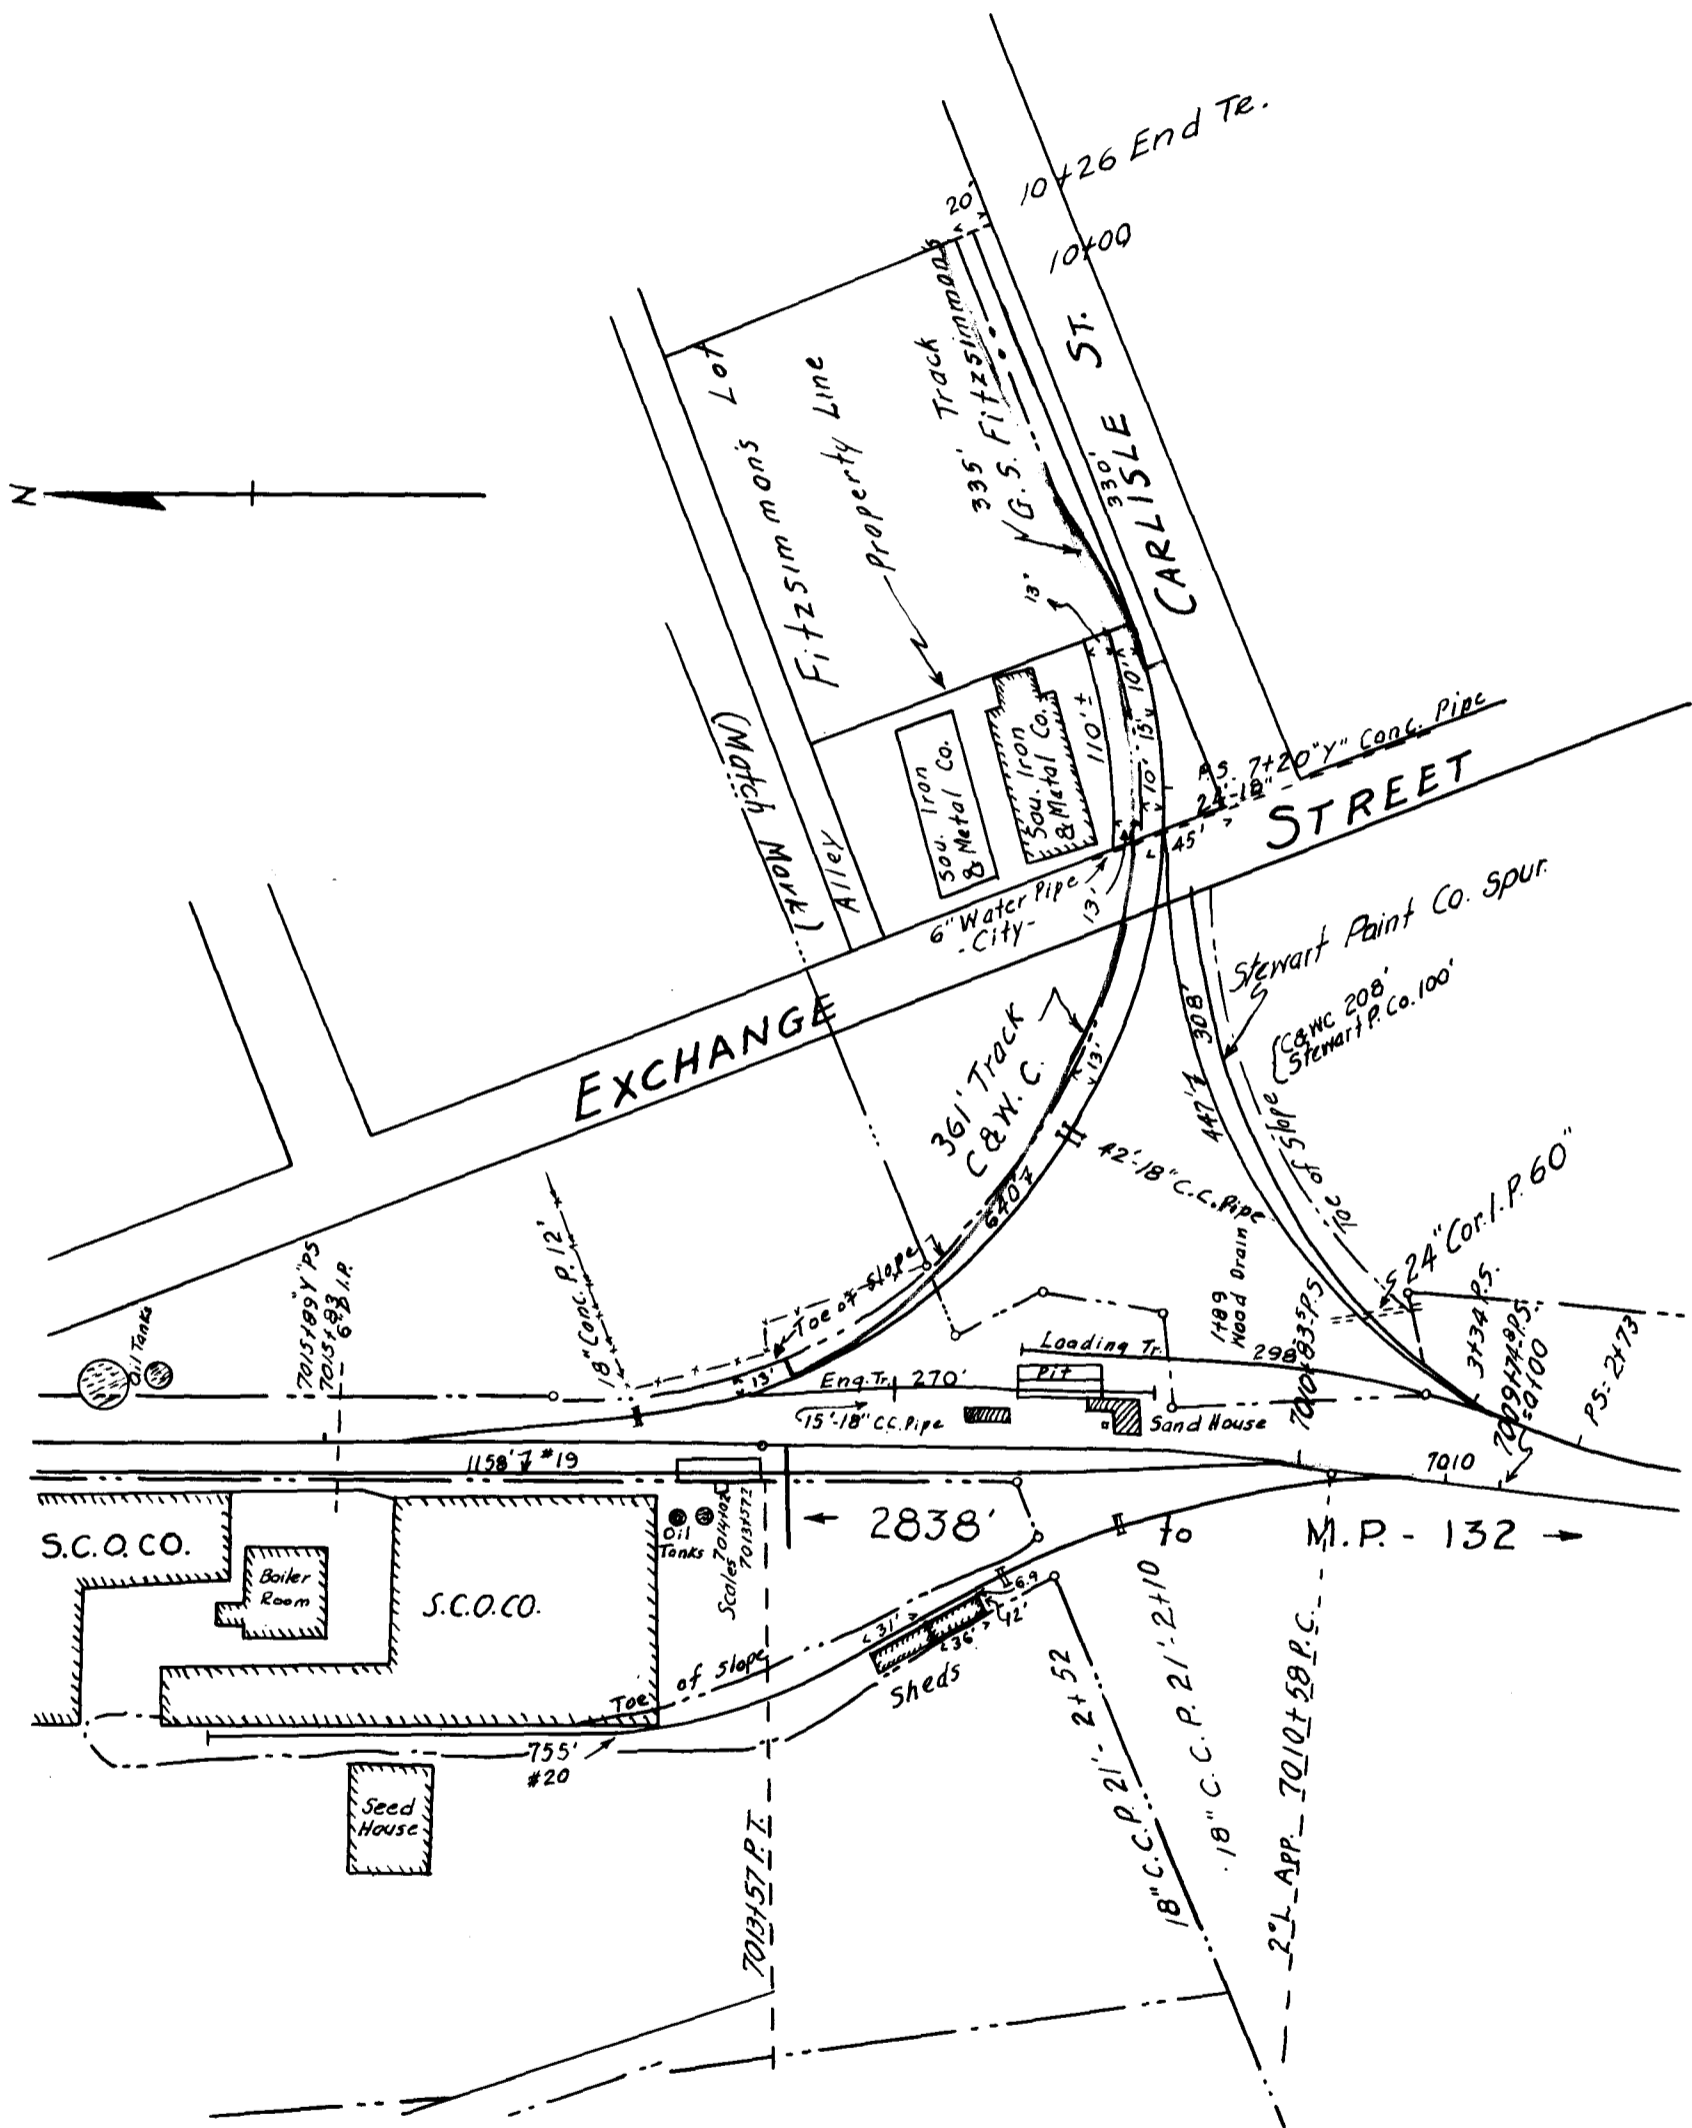 N
10+26 End Tr.
20'
10+00
CARLISLE ST.
330'
335' Track
G. S. Fitzsimmons
Track
Fitzsimmons
Fitzsimmon's Lot
Property Line
13"
(Match Mark)
Alley
Sou. Iron
& Metal Co.
Sou. Iron
& Metal Co.
110' ±
10'
15'
10'
P.S. 7+20 "Y" Conc. Pipe
24'-18"
45'
6" Water Pipe
-City-
13'
EXCHANGE STREET
Stewart Paint Co. Spur.
{C&WC 208'
Stewart P. Co. 100'
308'
447'
361' Track
C & W. C.
13'
640'
42'-18" C.C. Pipe
Toe of Slope
24" Cor. I. P. 60"
1+89
Wood Drain
3+34 P.S.
7009+74.8 P.S.
=0+00
P.S. = 2+73
7010+83.5 P.S.
298'
Loading Tr.
Pit
Eng. Tr. 270'
15'-18" C.C. Pipe
Sand House
Toe of Slope
13'
18" Conc. P. 12'
7015+89 "Y" PS
7015+83
6" I.P.
Oil Tanks
1158' #19
7010
S.C.O.CO.
Boiler
Room
S.C.O.CO.
Oil
Tanks
Scales 7014+02
7013+57.2
← 2838' to M.P. - 132 →
31'
36'
6.9
12'
Sheds
Toe of Slope
755'
#20
Seed
House
7013+57 P.T.
18" C.C.P. 21'- 2+52
18" C.C.P. 21'- 2+10
2°L App. 7010+58 P.C.